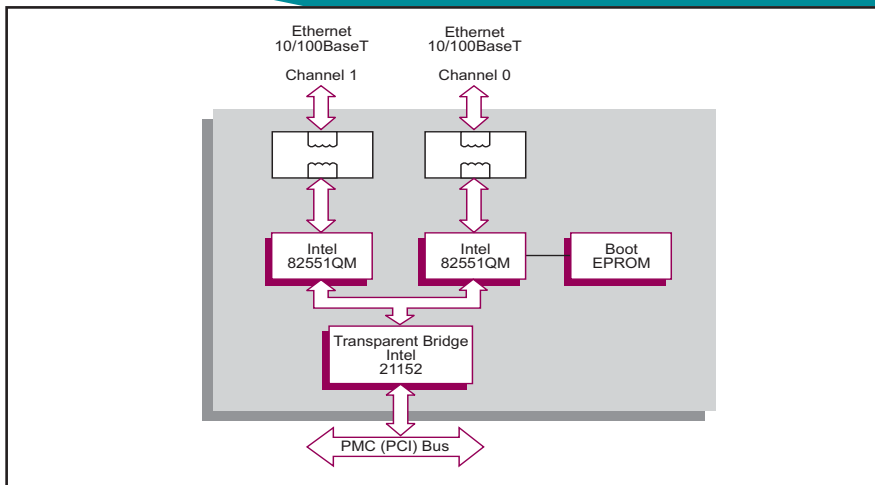 Ethernet
10/100BaseT
Channel 1
Ethernet
10/100BaseT
Channel 0
Intel
82551QM
Intel
82551QM
Boot
EPROM
Transparent Bridge
Intel
21152
PMC (PCI) Bus